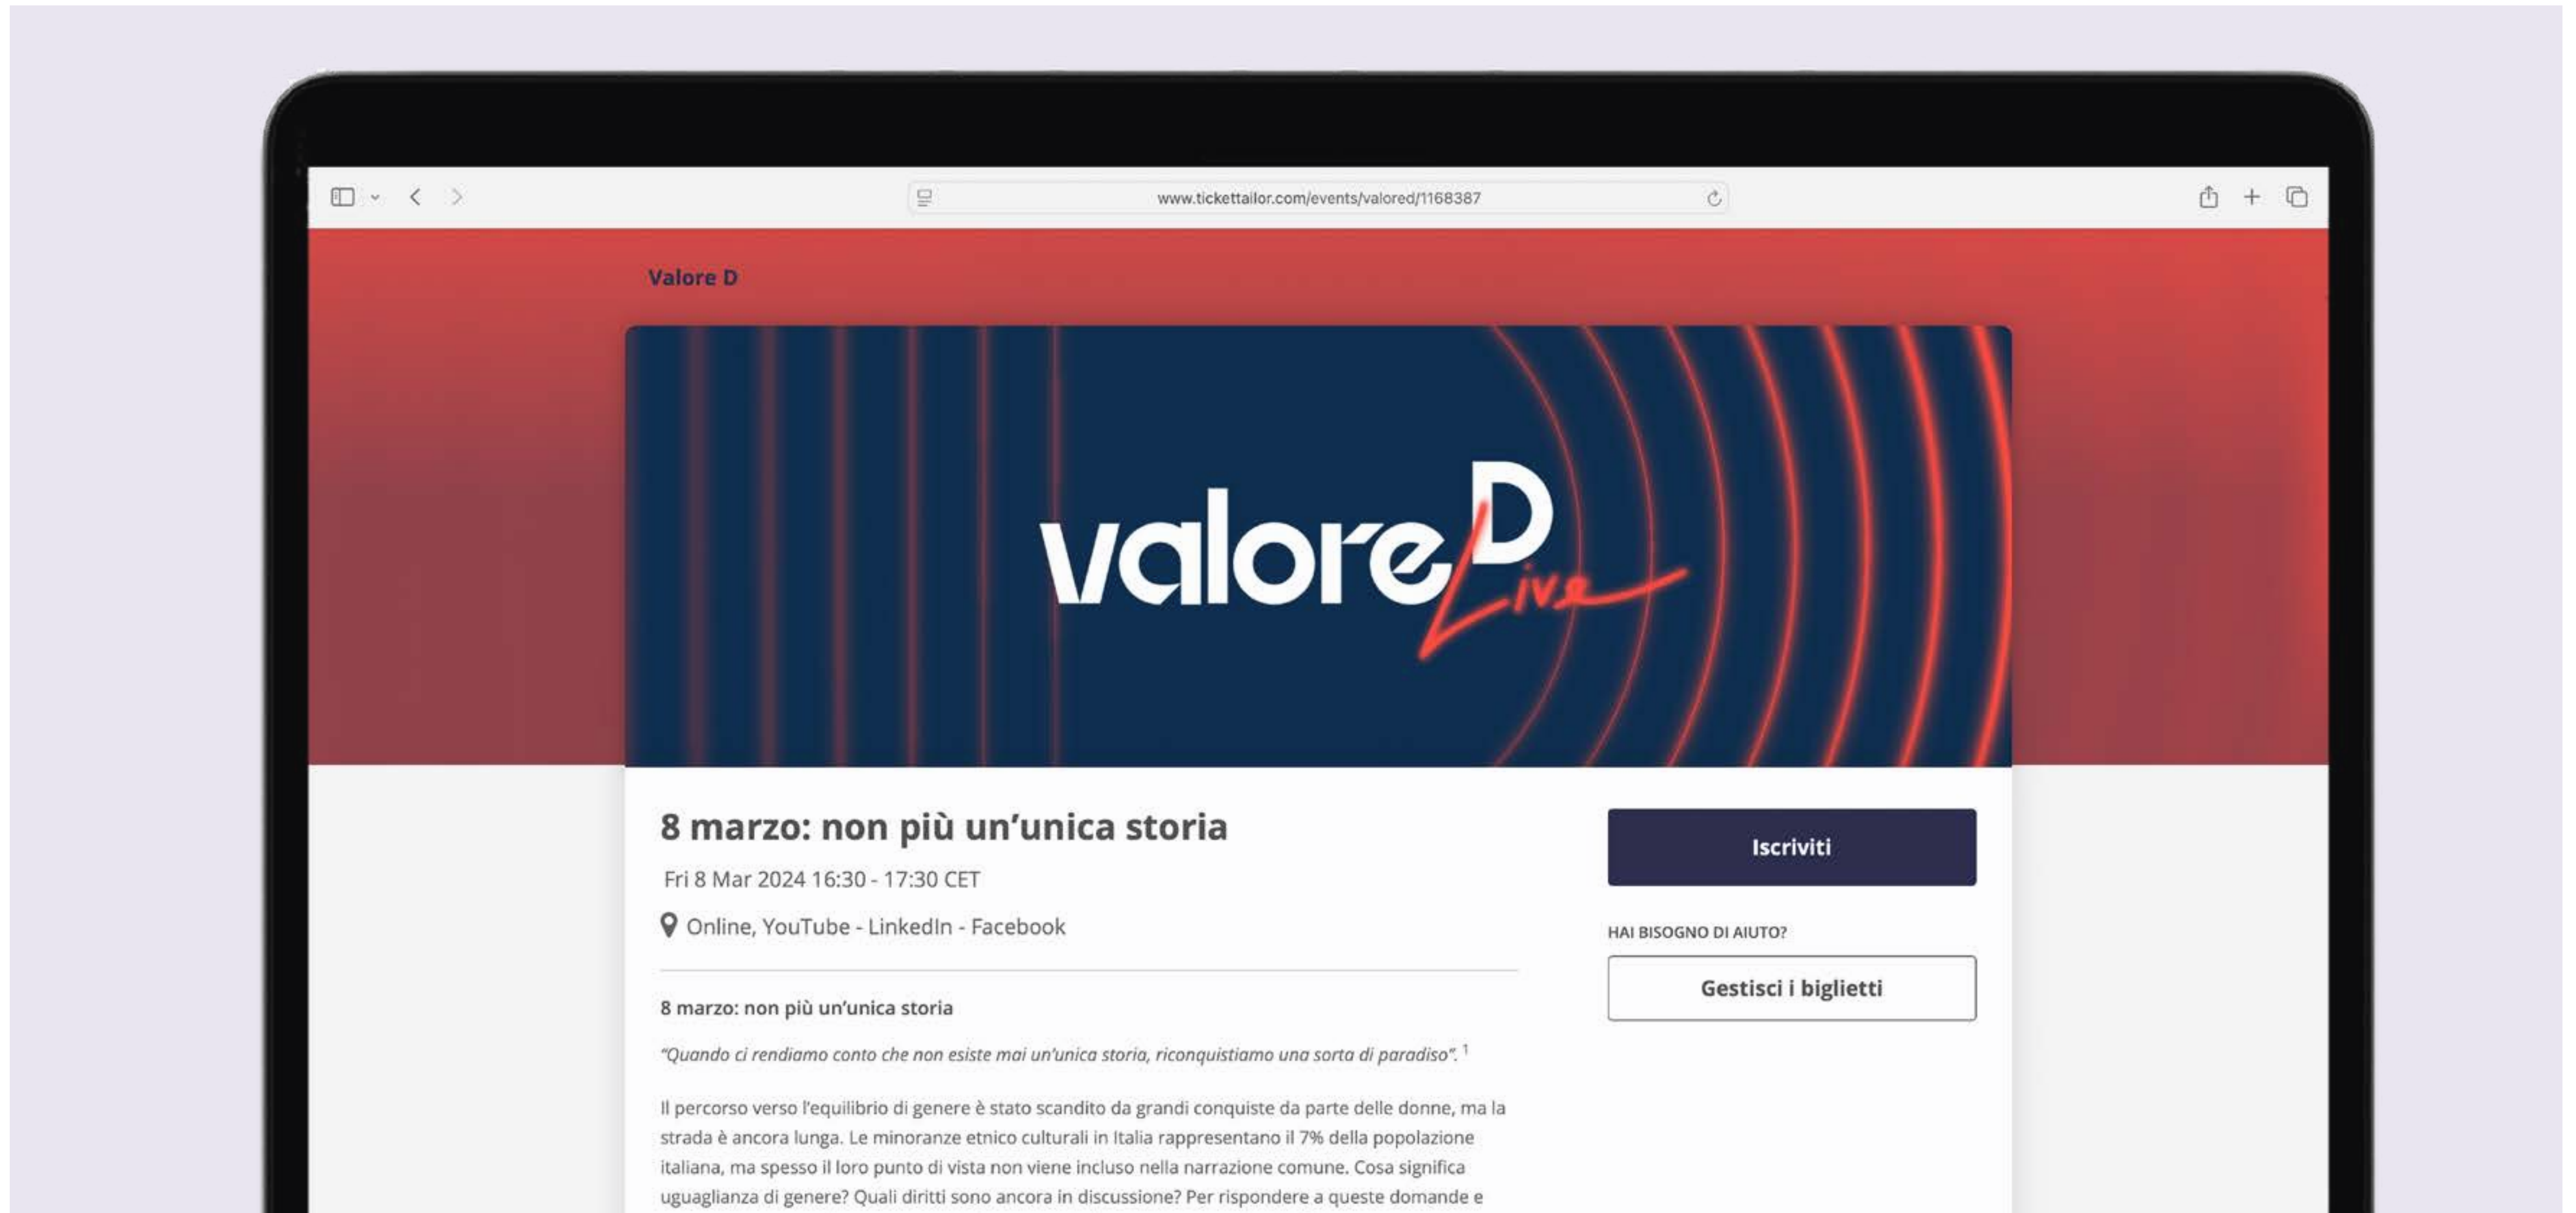 www.tickettailor.com/events/valored/1168387
Valore D
valoreD
Live
8 marzo: non più un'unica storia
Fri 8 Mar 2024 16:30 - 17:30 CET
Online, YouTube - LinkedIn - Facebook
8 marzo: non più un'unica storia
"Quando ci rendiamo conto che non esiste mai un'unica storia, riconquistiamo una sorta di paradiso". 1
Il percorso verso l'equilibrio di genere è stato scandito da grandi conquiste da parte delle donne, ma la
strada è ancora lunga. Le minoranze etnico culturali in Italia rappresentano il 7% della popolazione
italiana, ma spesso il loro punto di vista non viene incluso nella narrazione comune. Cosa significa
uguaglianza di genere? Quali diritti sono ancora in discussione? Per rispondere a queste domande e
Iscriviti
HAI BISOGNO DI AIUTO?
Gestisci i biglietti